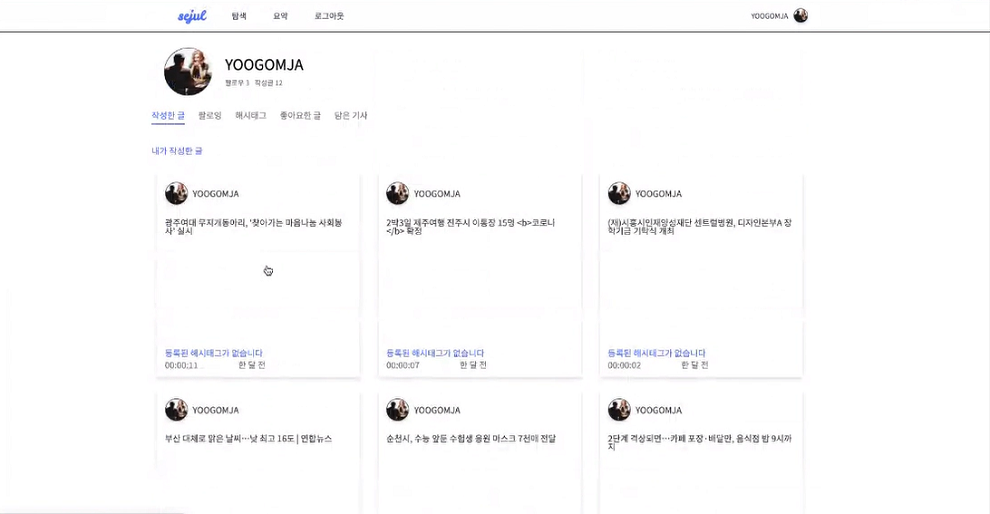 sejul 탐색 요약 로그아웃 YOOGOMJA
YOOGOMJA
팔로우 3 작성글 12
작성한 글 팔로잉 해시태그 좋아요한 글 담은 기사
내가 작성한 글
YOOGOMJA
광주여대 무지개동아리, '찾아가는 마음나눔 사회봉
사' 실시
등록된 해시태그가 없습니다
00:00:11 한 달 전
YOOGOMJA
2박3일 제주여행 진주시 이통장 15명 <b>코로나
</b> 확정
등록된 해시태그가 없습니다
00:00:07 한 달 전
YOOGOMJA
(재)시흥시인재양성재단 센트럴병원, 디자인본부A 장
학기금 기탁식 개최
등록된 해시태그가 없습니다
00:00:02 한 달 전
YOOGOMJA
부산 대체로 맑은 날씨…낮 최고 16도 | 연합뉴스
YOOGOMJA
순천시, 수능 앞둔 수험생 응원 마스크 7천매 전달
YOOGOMJA
2단계 격상되면…카페 포장·배달만, 음식점 밤 9시까
지